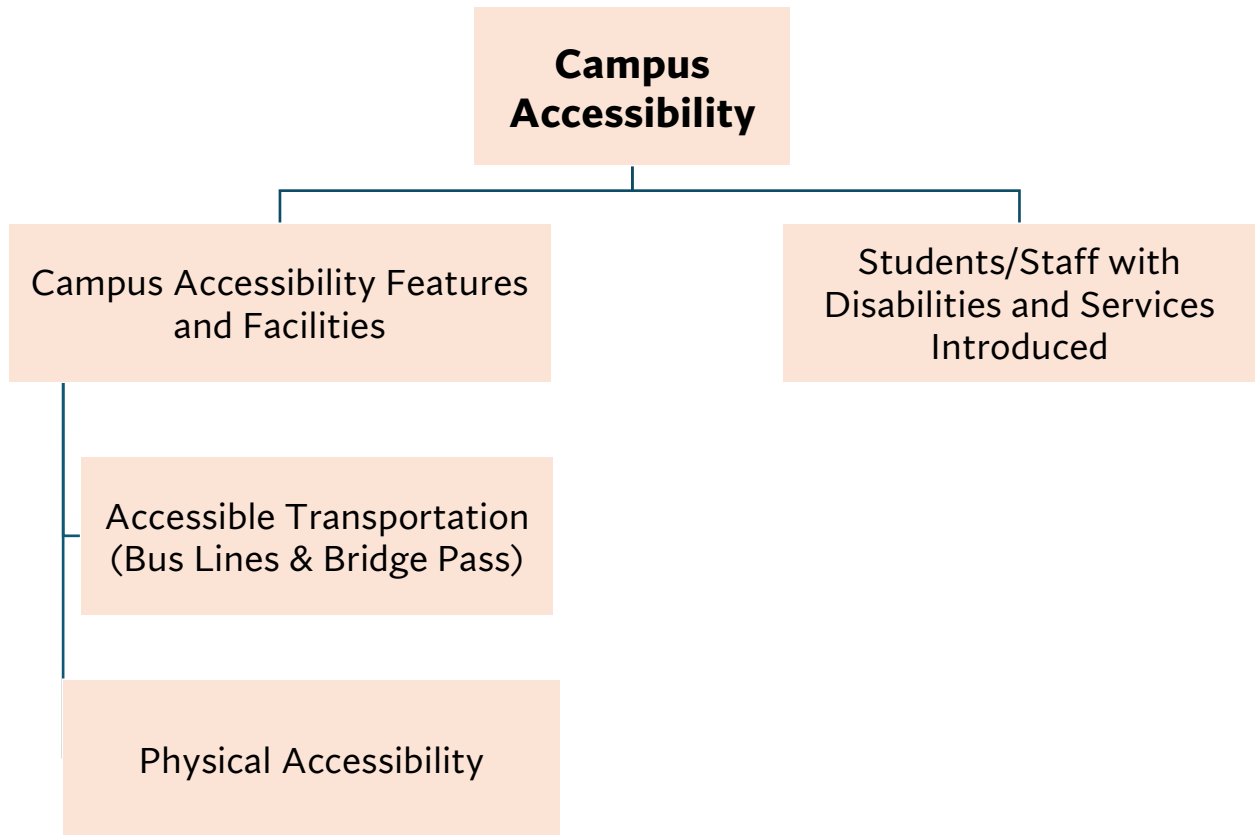 Campus
Accessibility
Campus Accessibility Features
and Facilities
Students/Staff with
Disabilities and Services
Introduced
Accessible Transportation
(Bus Lines & Bridge Pass)
Physical Accessibility